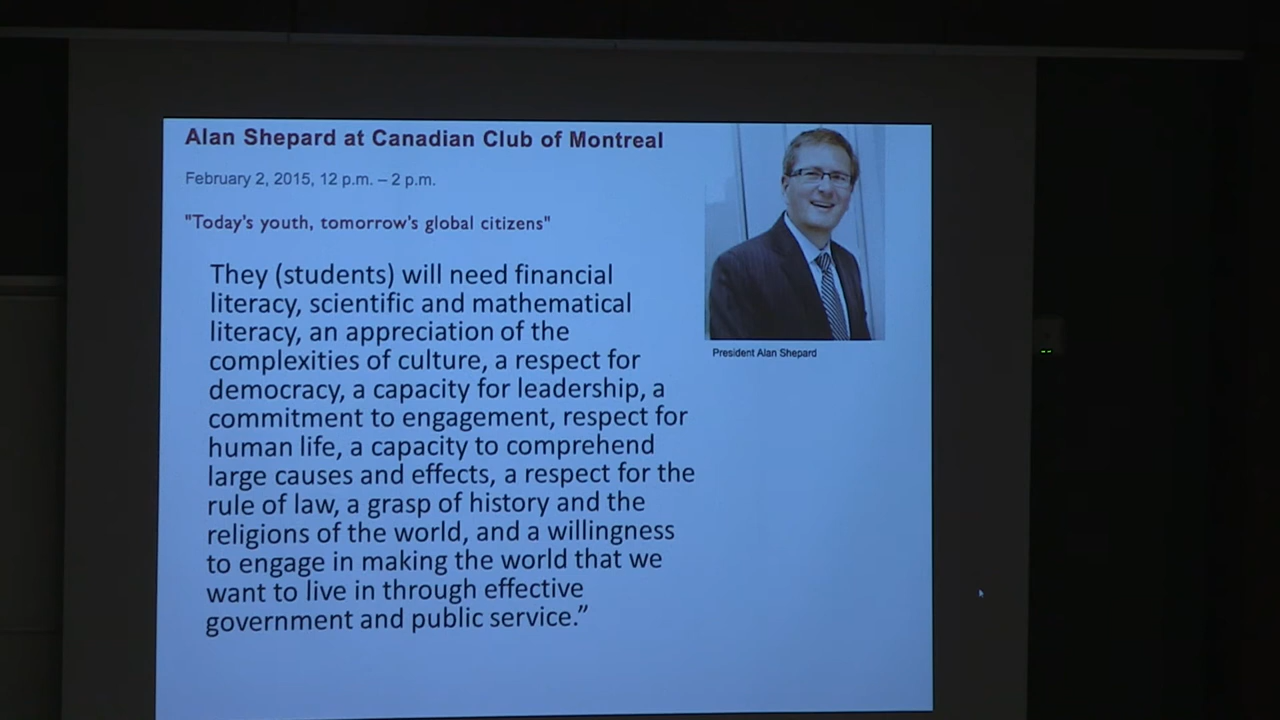 Alan Shepard at Canadian Club of Montreal
February 2, 2015, 12 p.m. – 2 p.m.
"Today's youth, tomorrow's global citizens"
They (students) will need financial
literacy, scientific and mathematical
literacy, an appreciation of the
complexities of culture, a respect for
democracy, a capacity for leadership, a
commitment to engagement, respect for
human life, a capacity to comprehend
large causes and effects, a respect for the
rule of law, a grasp of history and the
religions of the world, and a willingness
to engage in making the world that we
want to live in through effective
government and public service.”
President Alan Shepard